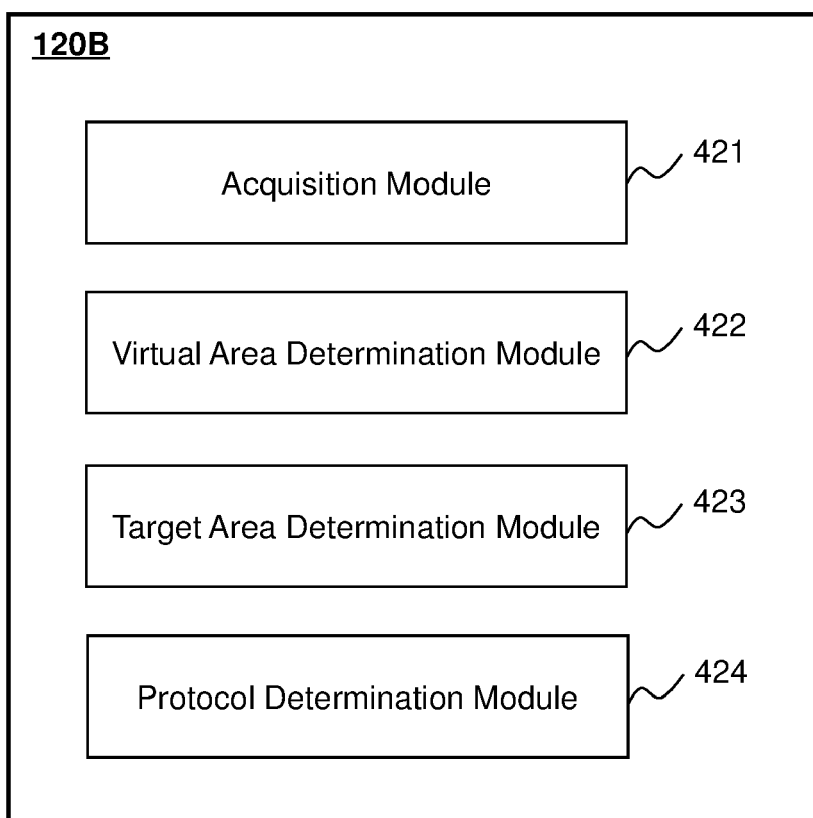 120B
Acquisition Module
421
Virtual Area Determination Module
422
Target Area Determination Module
423
Protocol Determination Module
424